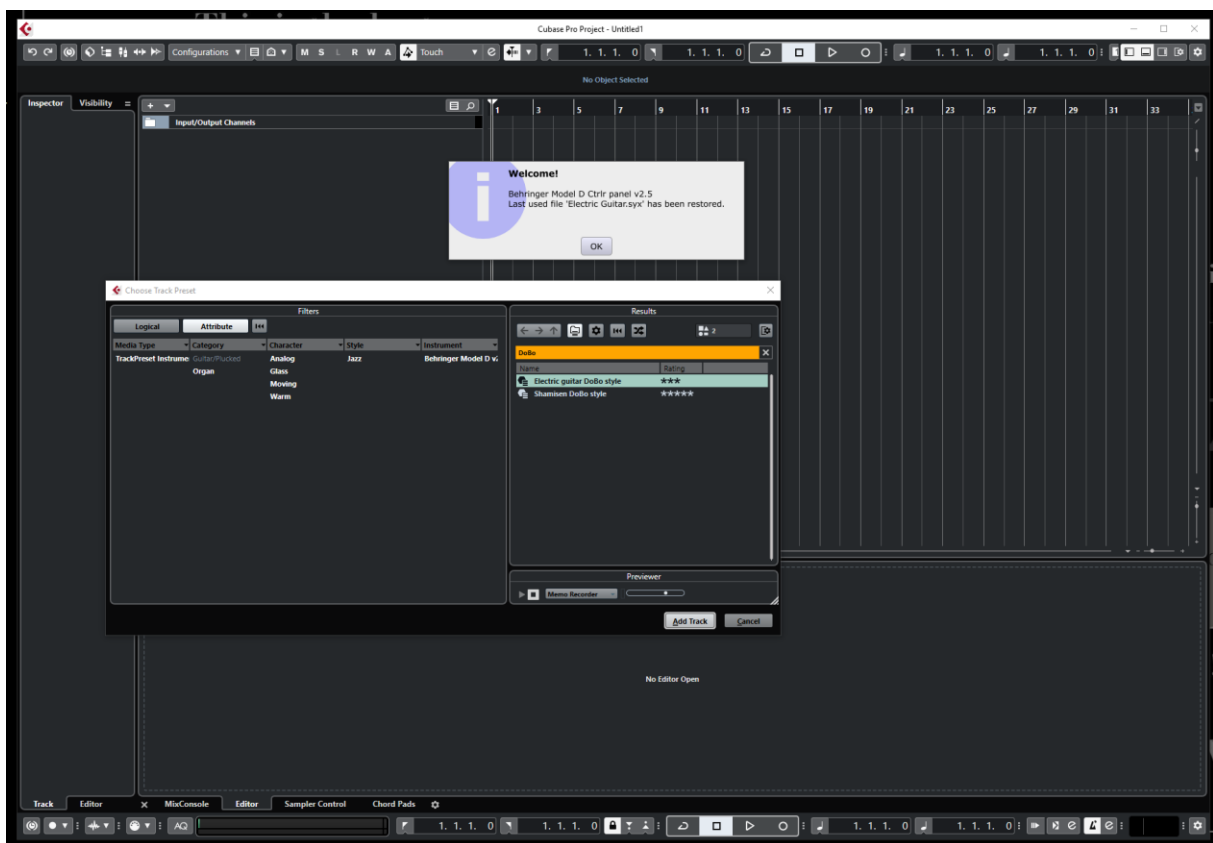 Cubase Pro Project - Untitled1
Configurations M S L R W A Touch 1. 1. 1. 0 1. 1. 1. 0 1. 1. 1. 0 1. 1. 1. 0
No Object Selected
Inspector Visibility
1 3 5 7 9 11 13 15 17 19 21 23 25 27 29 31 33
Input/Output Channels
Welcome!
Behringer Model D Ctrlr panel v2.5
Last used file 'Electric Guitar.syx' has been restored.
OK
Choose Track Preset
Filters
Logical Attribute
Media Type Category Character Style Instrument
TrackPreset Instrume Guitar/Plucked Analog Jazz Behringer Model D v2
Organ Glass
Moving
Warm
Results
2
DoBo
Name Rating
Electric guitar DoBo style ★★★
Shamisen DoBo style ★★★★★
Previewer
Memo Recorder
Add Track Cancel
No Editor Open
Track Editor X MixConsole Editor Sampler Control Chord Pads
AQ 1. 1. 1. 0 1. 1. 1. 0 1. 1. 1. 0 1. 1. 1. 0